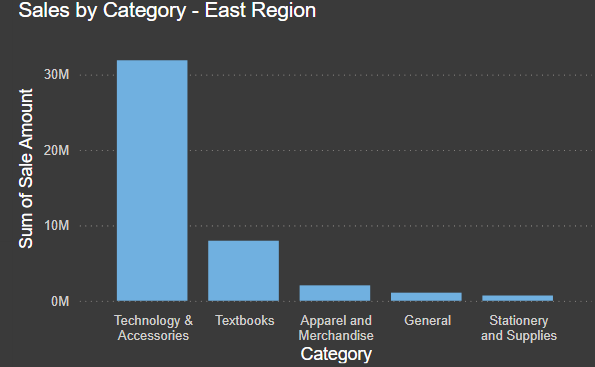 Sales by Category - East Region
Sum of Sale Amount
30M
20M
10M
0M
Technology &
Accessories
Textbooks
Apparel and
Merchandise
General
Stationery
and Supplies
Category